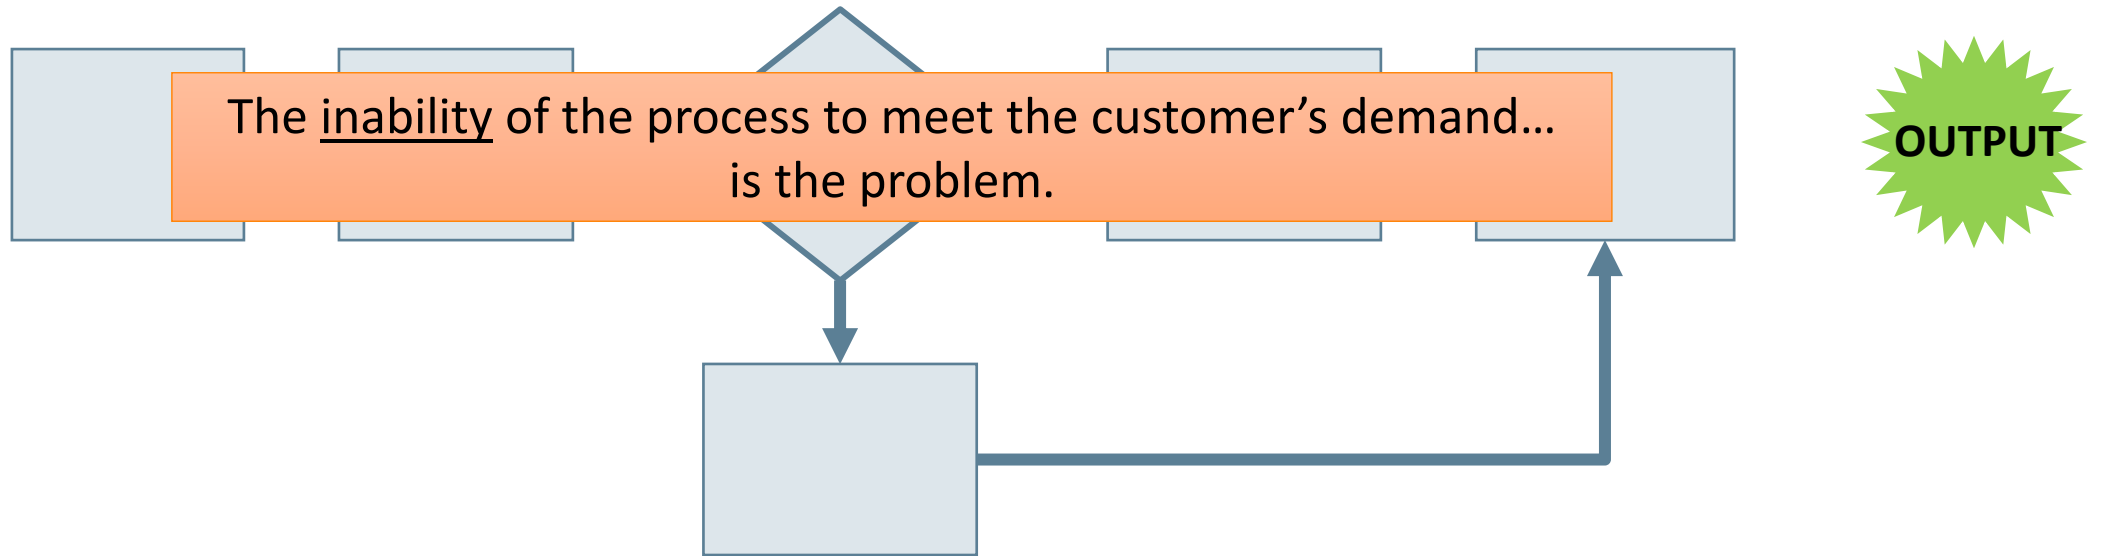 The inability of the process to meet the customer’s demand…
is the problem.
OUTPUT